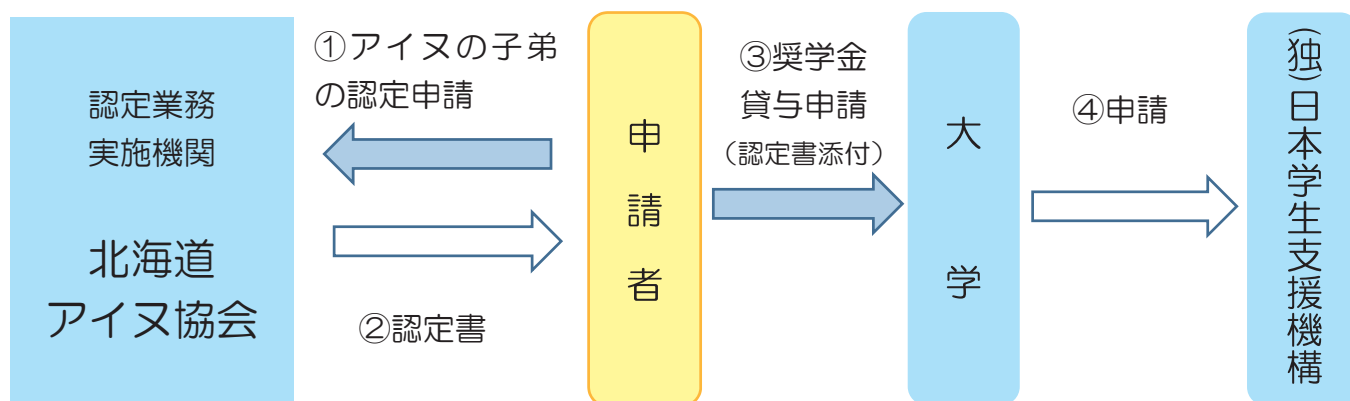 認定業務
実施機関
北海道
アイヌ協会
①アイヌの子弟
の認定申請
②認定書
申請者
③奨学金
貸与申請
（認定書添付）
大学
④申請
（独）日本学生支援機構